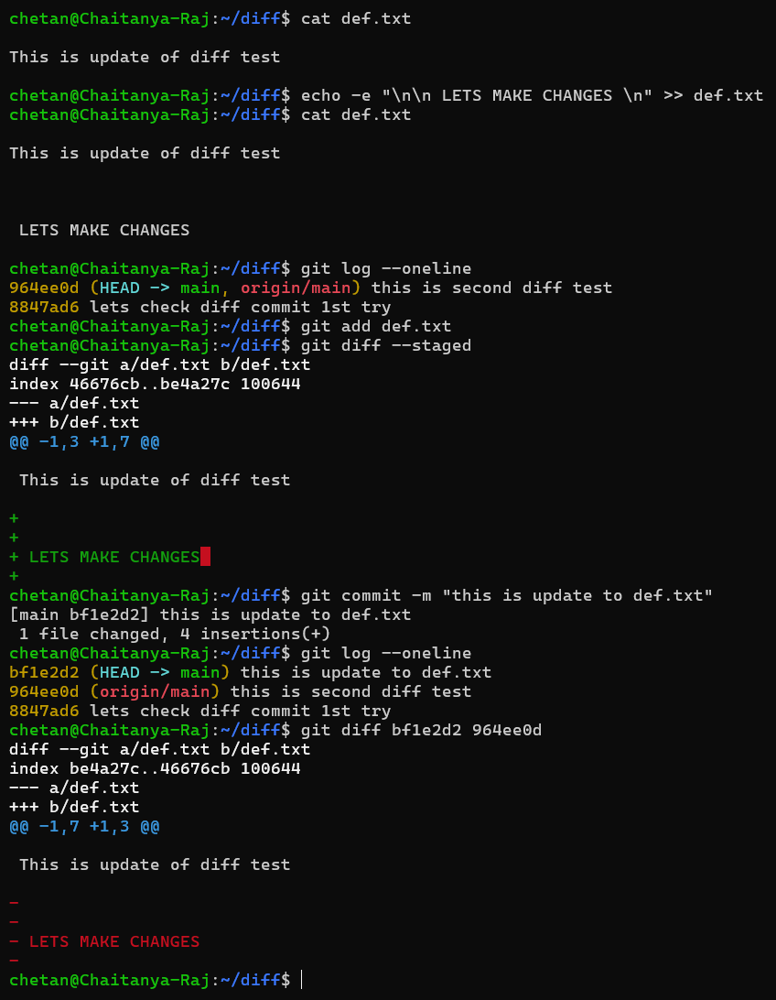 chetan@Chaitanya-Raj:~/diff$ cat def.txt
This is update of diff test
chetan@Chaitanya-Raj:~/diff$ echo -e "\n\n LETS MAKE CHANGES \n" >> def.txt
chetan@Chaitanya-Raj:~/diff$ cat def.txt
This is update of diff test
LETS MAKE CHANGES
chetan@Chaitanya-Raj:~/diff$ git log --oneline
964ee0d (HEAD -> main, origin/main) this is second diff test
8847ad6 lets check diff commit 1st try
chetan@Chaitanya-Raj:~/diff$ git add def.txt
chetan@Chaitanya-Raj:~/diff$ git diff --staged
diff --git a/def.txt b/def.txt
index 46676cb..be4a27c 100644
--- a/def.txt
+++ b/def.txt
@@ -1,3 +1,7 @@
This is update of diff test
+
+
+ LETS MAKE CHANGES
+
chetan@Chaitanya-Raj:~/diff$ git commit -m "this is update to def.txt"
[main bf1e2d2] this is update to def.txt
1 file changed, 4 insertions(+)
chetan@Chaitanya-Raj:~/diff$ git log --oneline
bf1e2d2 (HEAD -> main) this is update to def.txt
964ee0d (origin/main) this is second diff test
8847ad6 lets check diff commit 1st try
chetan@Chaitanya-Raj:~/diff$ git diff bf1e2d2 964ee0d
diff --git a/def.txt b/def.txt
index be4a27c..46676cb 100644
--- a/def.txt
+++ b/def.txt
@@ -1,7 +1,3 @@
This is update of diff test
-
-
- LETS MAKE CHANGES
-
chetan@Chaitanya-Raj:~/diff$